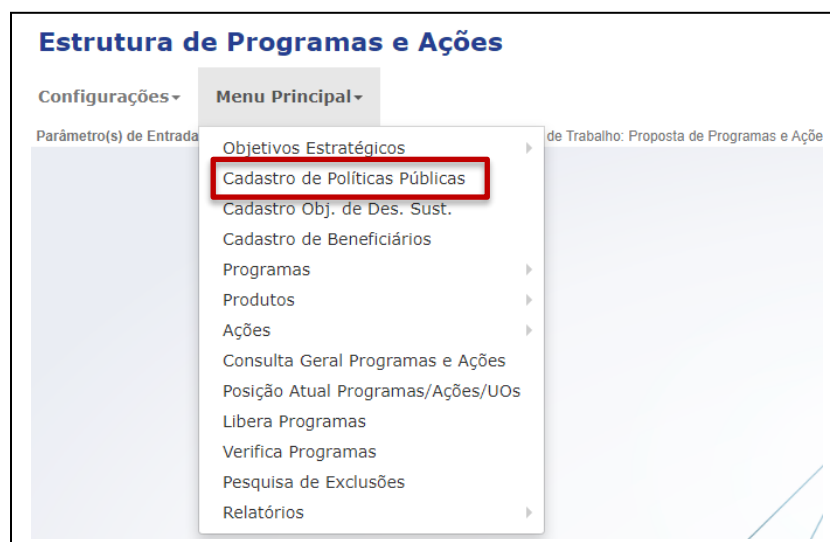 Estrutura de Programas e Ações
Configurações Menu Principal
Parâmetro(s) de Entrada de Trabalho: Proposta de Programas e Açõe
Objetivos Estratégicos
Cadastro de Políticas Públicas
Cadastro Obj. de Des. Sust.
Cadastro de Beneficiários
Programas
Produtos
Ações
Consulta Geral Programas e Ações
Posição Atual Programas/Ações/UOs
Libera Programas
Verifica Programas
Pesquisa de Exclusões
Relatórios